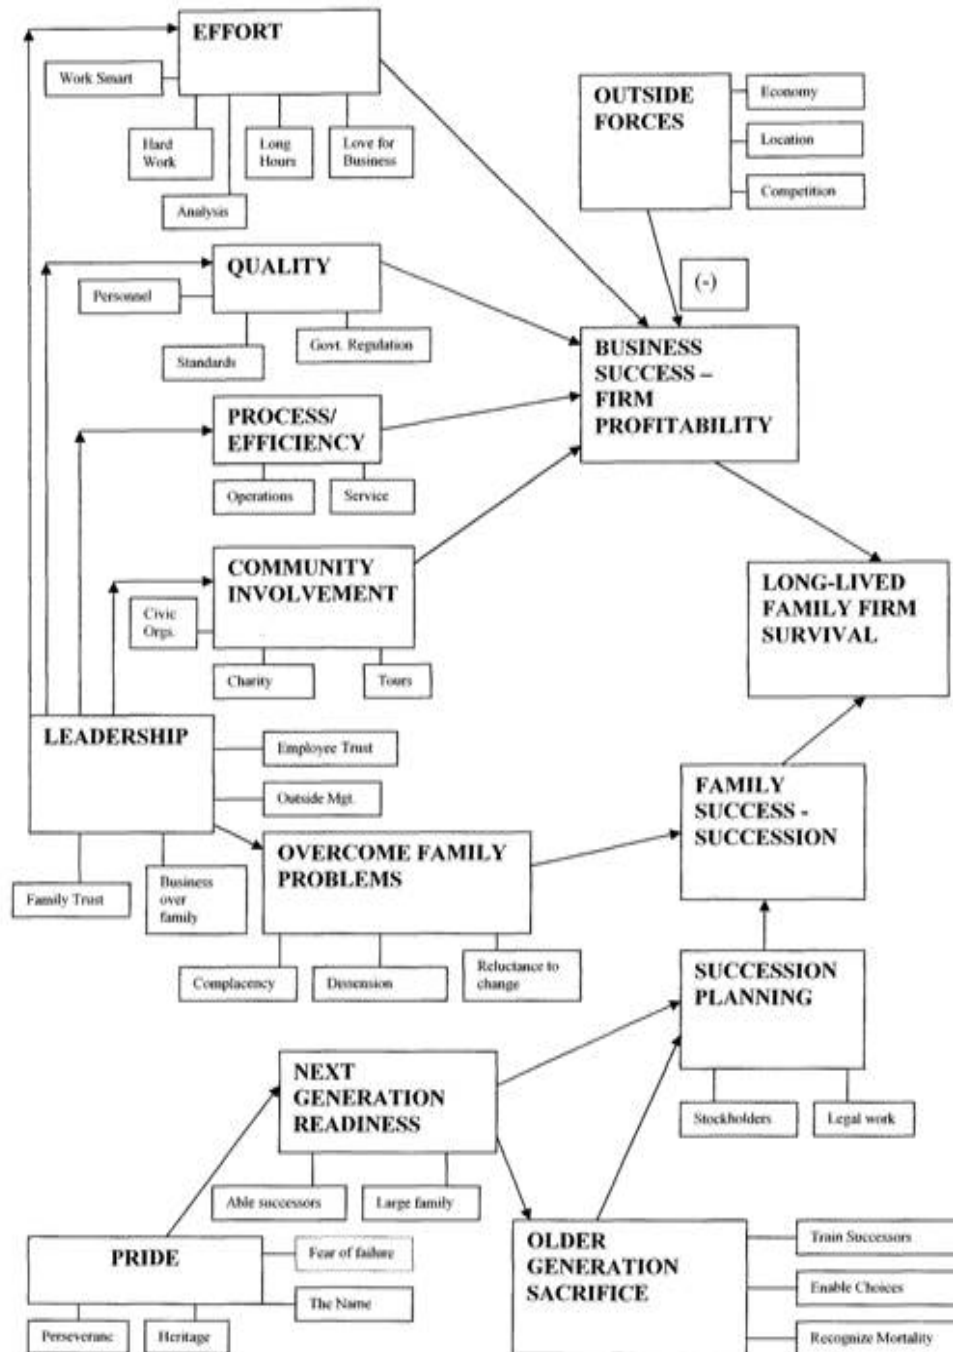 EFFORT
Work Smart
Hard
Work
Long
Hours
Love for
Business
Analysis
OUTSIDE
FORCES
Economy
Location
Competition
(-)
QUALITY
Personnel
Standards
Govt. Regulation
BUSINESS
SUCCESS –
FIRM
PROFITABILITY
PROCESS/
EFFICIENCY
Operations
Service
COMMUNITY
INVOLVEMENT
Civic
Orgs.
Charity
Tours
LONG-LIVED
FAMILY FIRM
SURVIVAL
LEADERSHIP
Employee Trust
Outside Mgt.
Family Trust
Business
over
family
OVERCOME FAMILY
PROBLEMS
Complacency
Dissension
Reluctance to
change
FAMILY
SUCCESS -
SUCCESSION
SUCCESSION
PLANNING
Stockholders
Legal work
NEXT
GENERATION
READINESS
Able successors
Large family
PRIDE
Fear of failure
The Name
Perseveranc
Heritage
OLDER
GENERATION
SACRIFICE
Train Successors
Enable Choices
Recognize Mortality